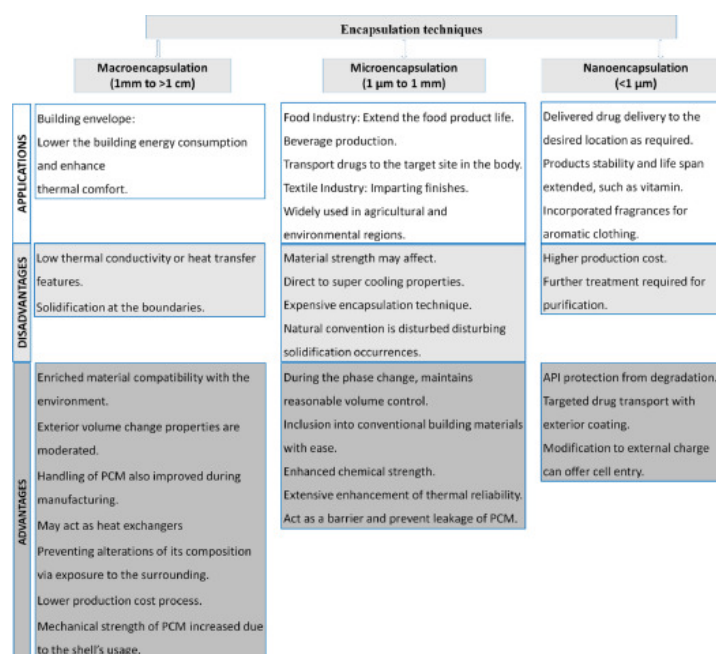 Encapsulation techniques
Macroencapsulation
(1mm to >1 cm)
Microencapsulation
(1 µm to 1 mm)
Nanoencapsulation
(<1 µm)
APPLICATIONS
Building envelope:
Lower the building energy consumption
and enhance
thermal comfort.
Food Industry: Extend the food product life.
Beverage production.
Transport drugs to the target site in the body.
Textile Industry: Imparting finishes.
Widely used in agricultural and
environmental regions.
Delivered drug delivery to the
desired location as required.
Products stability and life span
extended, such as vitamin.
Incorporated fragrances for
aromatic clothing.
DISADVANTAGES
Low thermal conductivity or heat transfer
features.
Solidification at the boundaries.
Material strength may affect.
Direct to super cooling properties.
Expensive encapsulation technique.
Natural convention is disturbed disturbing
solidification occurrences.
Higher production cost.
Further treatment required for
purification.
ADVANTAGES
Enriched material compatibility with the
environment.
Exterior volume change properties are
moderated.
Handling of PCM also improved during
manufacturing.
May act as heat exchangers
Preventing alterations of its composition
via exposure to the surrounding.
Lower production cost process.
Mechanical strength of PCM increased due
to the shell's usage.
During the phase change, maintains
reasonable volume control.
Inclusion into conventional building materials
with ease.
Enhanced chemical strength.
Extensive enhancement of thermal reliability.
Act as a barrier and prevent leakage of PCM.
API protection from degradation.
Targeted drug transport with
exterior coating.
Modification to external charge
can offer cell entry.